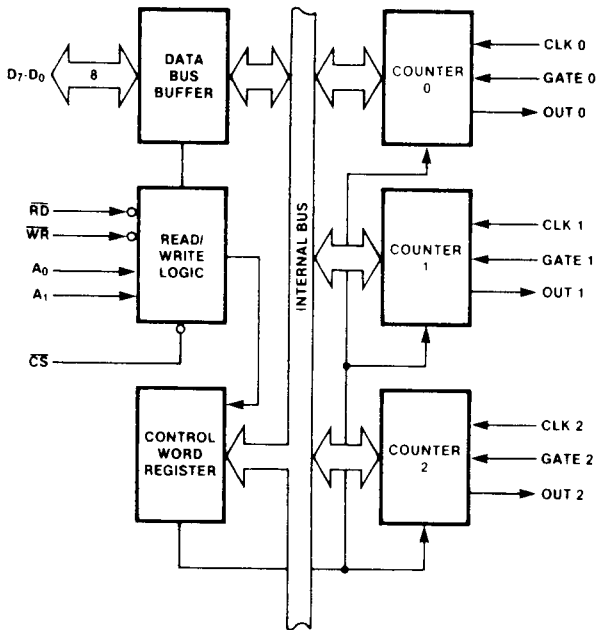 D7-D0
8
DATA
BUS
BUFFER
RD
WR
A0
A1
CS
READ/
WRITE
LOGIC
CONTROL
WORD
REGISTER
INTERNAL BUS
COUNTER
0
CLK 0
GATE 0
OUT 0
COUNTER
1
CLK 1
GATE 1
OUT 1
COUNTER
2
CLK 2
GATE 2
OUT 2